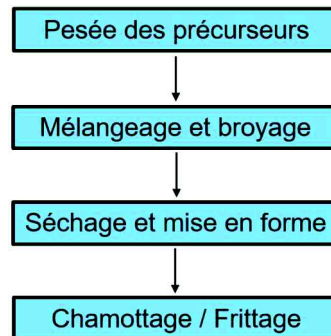 Pesée des précurseurs
Mélangeage et broyage
Séchage et mise en forme
Chamottage / Frittage